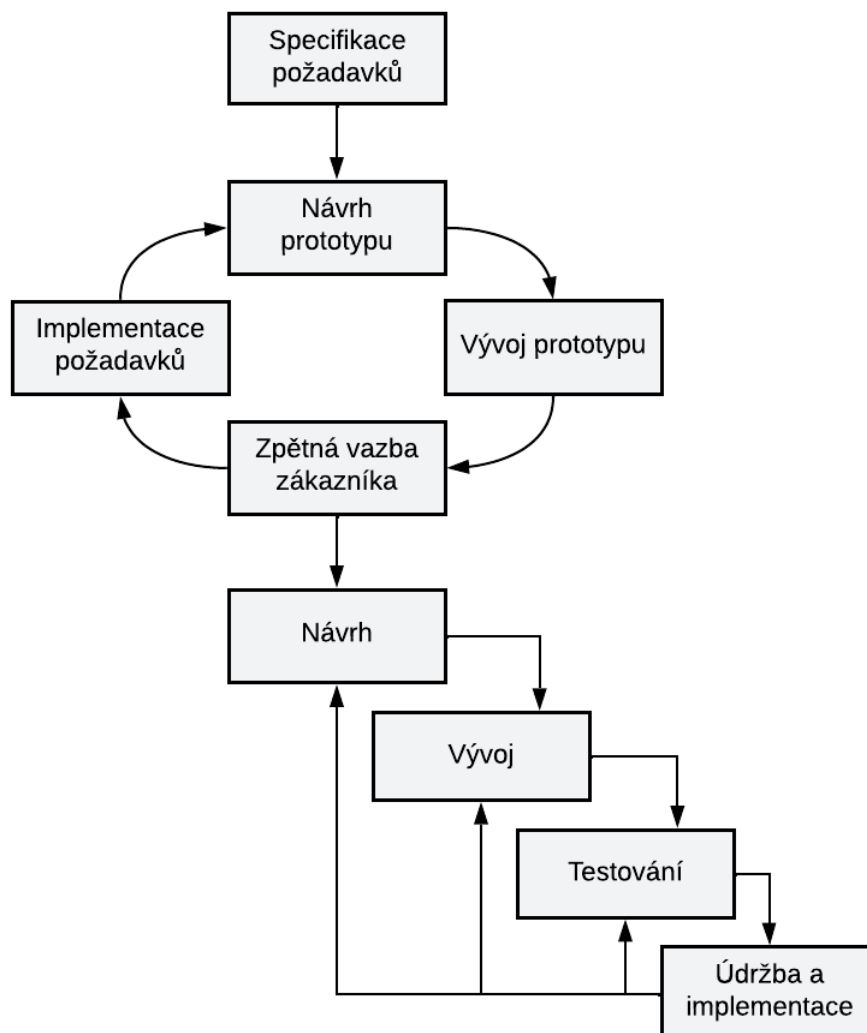 Specifikace
požadavků
Návrh
prototypu
Implementace
požadavků
Vývoj prototypu
Zpětná vazba
zákazníka
Návrh
Vývoj
Testování
Údržba a
implementace